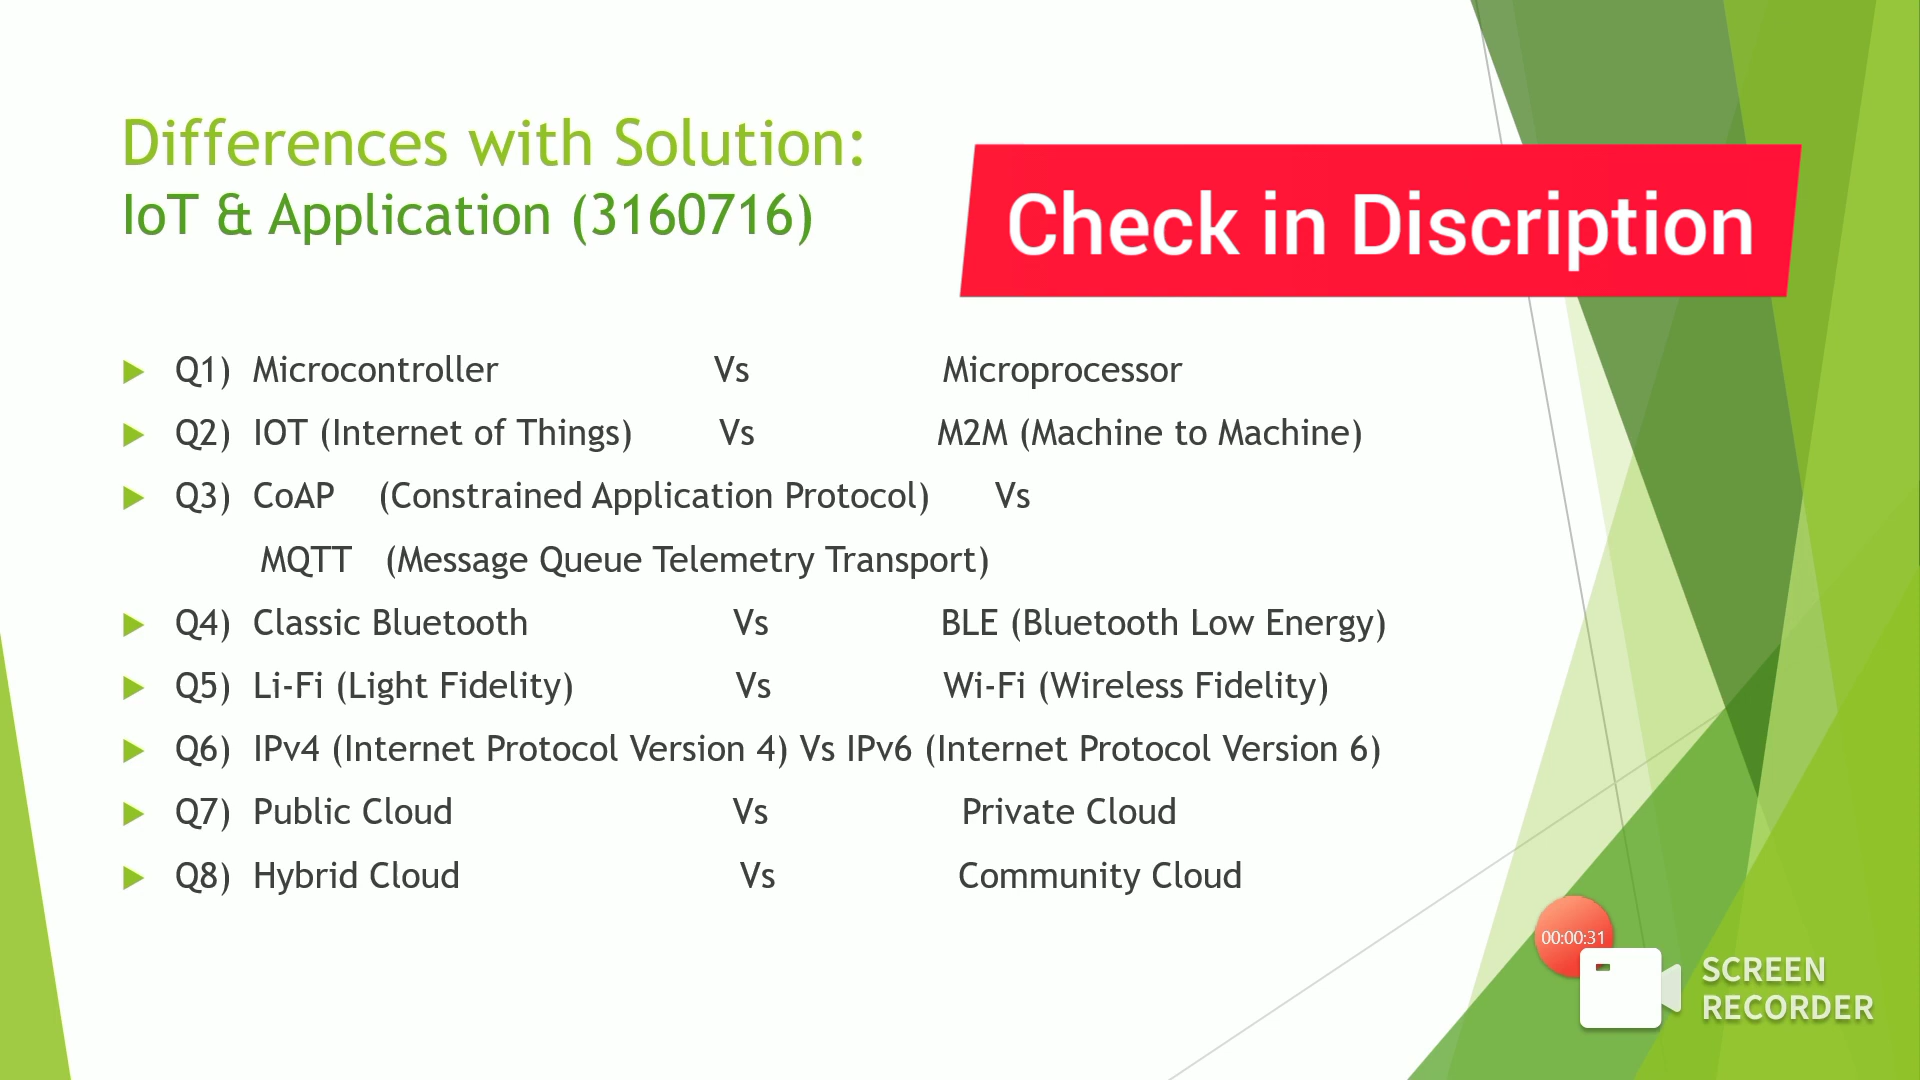 Differences with Solution:
IoT & Application (3160716)
Check in Discription
Q1) Microcontroller Vs Microprocessor
Q2) IOT (Internet of Things) Vs M2M (Machine to Machine)
Q3) CoAP (Constrained Application Protocol) Vs
MQTT (Message Queue Telemetry Transport)
Q4) Classic Bluetooth Vs BLE (Bluetooth Low Energy)
Q5) Li-Fi (Light Fidelity) Vs Wi-Fi (Wireless Fidelity)
Q6) IPv4 (Internet Protocol Version 4) Vs IPv6 (Internet Protocol Version 6)
Q7) Public Cloud Vs Private Cloud
Q8) Hybrid Cloud Vs Community Cloud
00:00:31
SCREEN
RECORDER